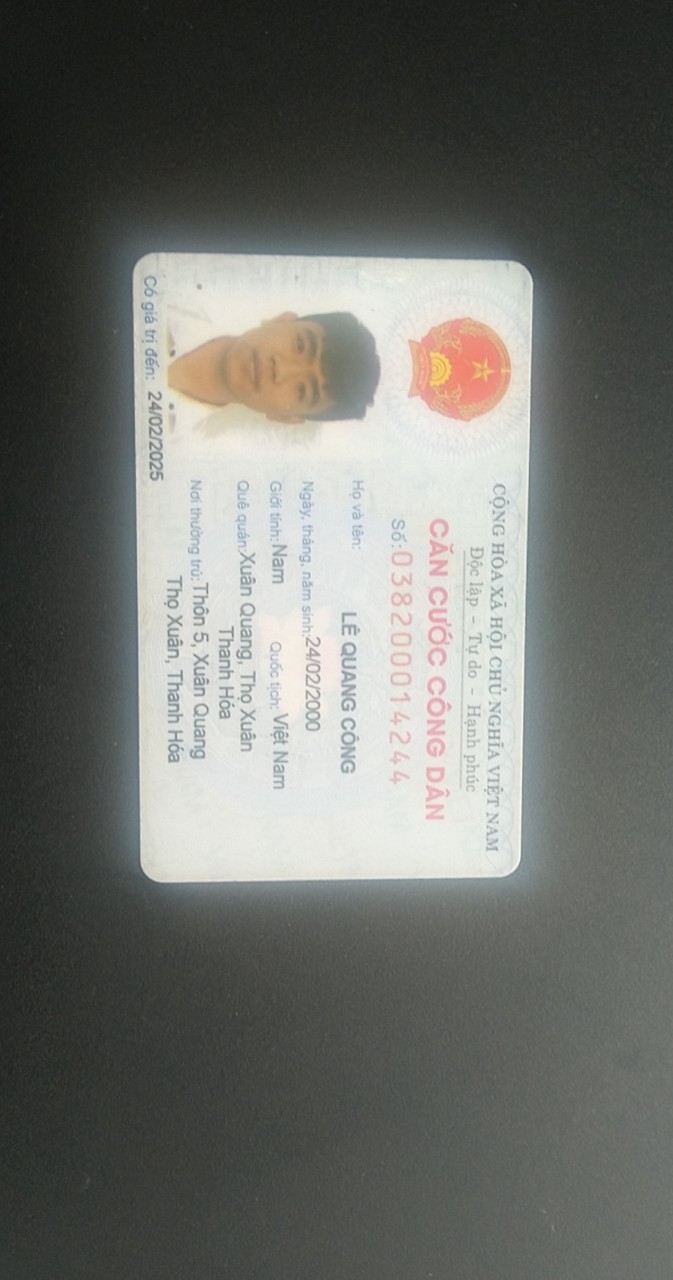 CỘNG HÒA XÃ HỘI CHỦ NGHĨA VIỆT NAM
Độc lập - Tự do - Hạnh phúc
CĂN CƯỚC CÔNG DÂN
Số: 038200014244
Họ và tên:
LÊ QUANG CÔNG
Ngày, tháng, năm sinh: 24/02/2000
Giới tính: Nam Quốc tịch: Việt Nam
Quê quán: Xuân Quang, Thọ Xuân
Thanh Hóa
Nơi thường trú: Thôn 5, Xuân Quang
Thọ Xuân, Thanh Hóa
Có giá trị đến: 24/02/2025